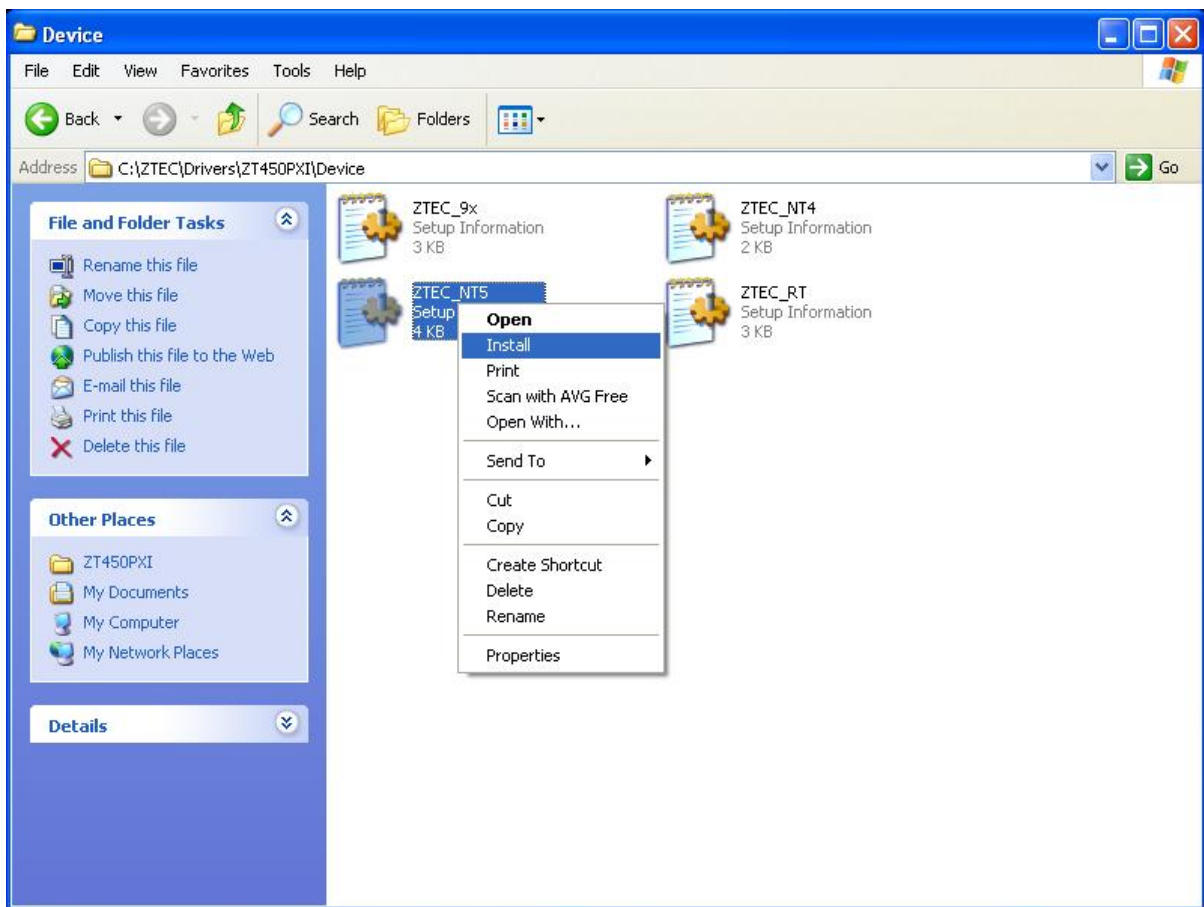 Device
File Edit View Favorites Tools Help
Back Search Folders
Address C:\ZTEC\Drivers\ZT450PXI\Device Go
File and Folder Tasks
Rename this file
Move this file
Copy this file
Publish this file to the Web
E-mail this file
Print this file
Delete this file
Other Places
ZT450PXI
My Documents
My Computer
My Network Places
Details
ZTEC_9x
Setup Information
3 KB
ZTEC_NT4
Setup Information
2 KB
ZTEC_NT5
Setup
4 KB
ZTEC_RT
Setup Information
3 KB
Open
Install
Print
Scan with AVG Free
Open With...
Send To
Cut
Copy
Create Shortcut
Delete
Rename
Properties